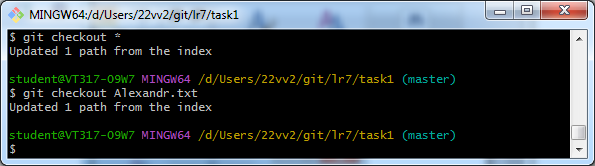 MINGW64:/d/Users/22vv2/git/lr7/task1
$ git checkout *
Updated 1 path from the index
student@VT317-09W7 MINGW64 /d/Users/22vv2/git/lr7/task1 (master)
$ git checkout Alexandr.txt
Updated 1 path from the index
student@VT317-09W7 MINGW64 /d/Users/22vv2/git/lr7/task1 (master)
$